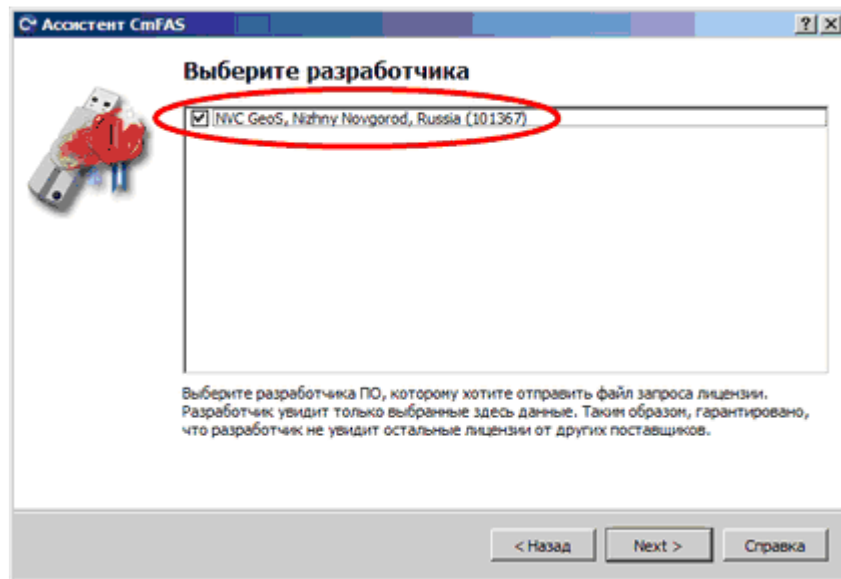 Ассистент CmFAS
Выберите разработчика
NVC GeoS, Nizhny Novgorod, Russia (101367)
Выберите разработчика ПО, которому хотите отправить файл запроса лицензии.
Разработчик увидит только выбранные здесь данные. Таким образом, гарантировано,
что разработчик не увидит остальные лицензии от других поставщиков.
< Назад Next > Справка